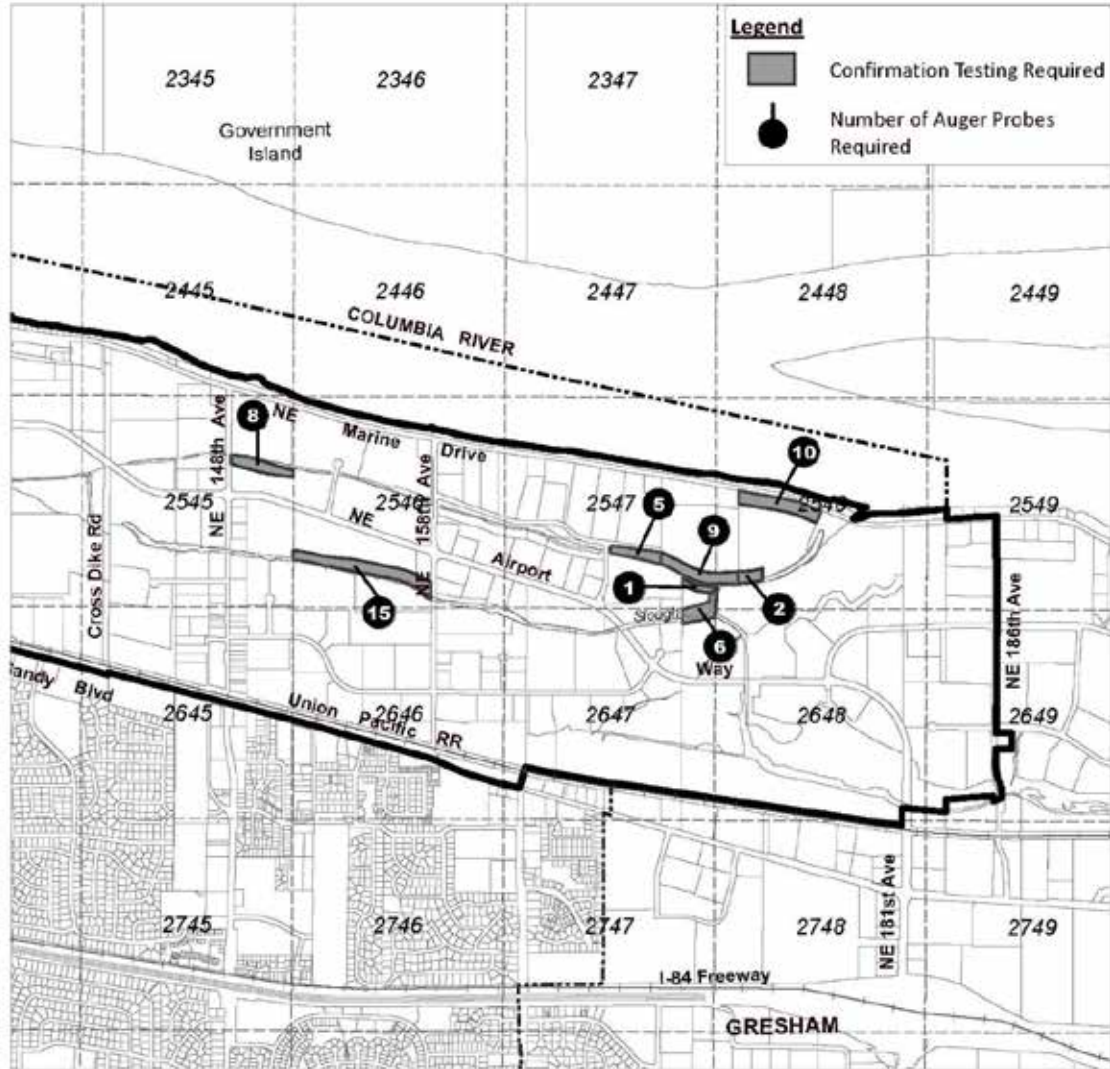 Legend
Confirmation Testing Required
Number of Auger Probes
Required
2345
2346
2347
Government
Island
2445
2446
2447
2448
2449
COLUMBIA RIVER
NE 148th Ave
8
NE Marine Drive
10
2545
2546
2547
2549
2549
NE 158th Ave
NE Airport Way
5
9
1
2
15
6
Slough
Cross Dike Rd
NE 186th Ave
Sandy Blvd
Union Pacific RR
2645
2646
2647
2648
2649
2745
2746
2747
2748
2749
NE 181st Ave
I-84 Freeway
GRESHAM